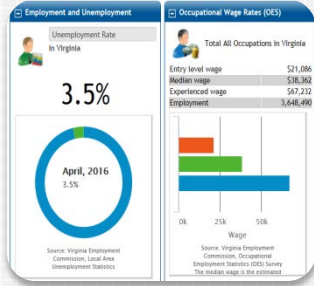 Employment and Unemployment
Unemployment Rate
in Virginia
3.5%
April, 2016
3.5%
Source: Virginia Employment
Commission, Local Area
Unemployment Statistics
Occupational Wage Rates (OES)
Total All Occupations in Virginia
Entry level wage $21,086
Median wage $38,362
Experienced wage $67,232
Employment 3,648,490
0k 25k 50k
Wage
Source: Virginia Employment
Commission, Occupational
Employment Statistics (OES) Survey
The median wage is the estimated